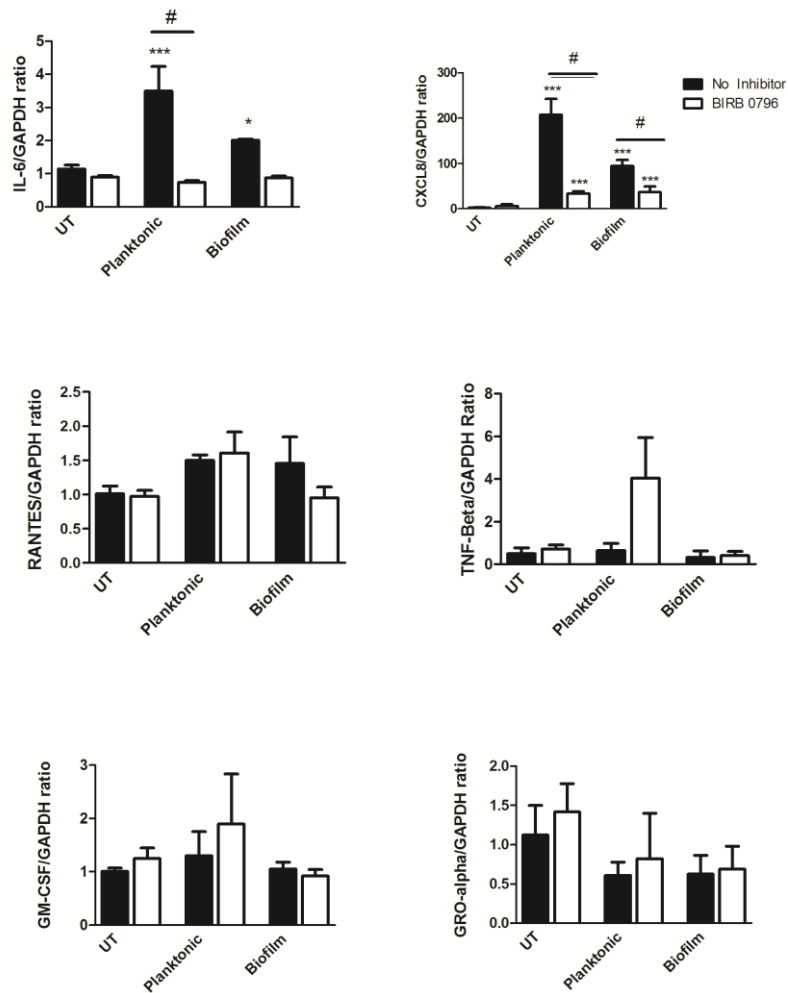 #
***
*
IL-6/GAPDH ratio
5
4
3
2
1
0
UT
Planktonic
Biofilm
#
***
***
#
***
***
CXCL8/GAPDH ratio
300
200
100
0
UT
Planktonic
Biofilm
No Inhibitor
BIRB 0796
RANTES/GAPDH ratio
2.5
2.0
1.5
1.0
0.5
0.0
UT
Planktonic
Biofilm
TNF-Beta/GAPDH Ratio
8
6
4
2
0
UT
Planktonic
Biofilm
GM-CSF/GAPDH ratio
3
2
1
0
UT
Planktonic
Biofilm
GRO-alpha/GAPDH ratio
2.0
1.5
1.0
0.5
0.0
UT
Planktonic
Biofilm